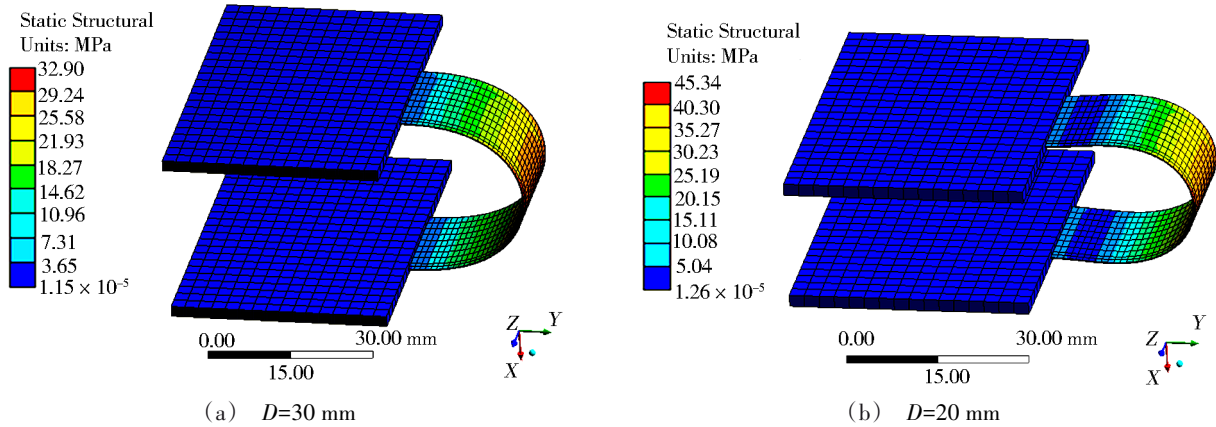 Static Structural
Units: MPa
32.90
29.24
25.58
21.93
18.27
14.62
10.96
7.31
3.65
1.15 × 10⁻⁵
0.00
30.00 mm
15.00
Z
Y
X
(a) D=30 mm
Static Structural
Units: MPa
45.34
40.30
35.27
30.23
25.19
20.15
15.11
10.08
5.04
1.26 × 10⁻⁵
0.00
30.00 mm
15.00
Z
Y
X
(b) D=20 mm